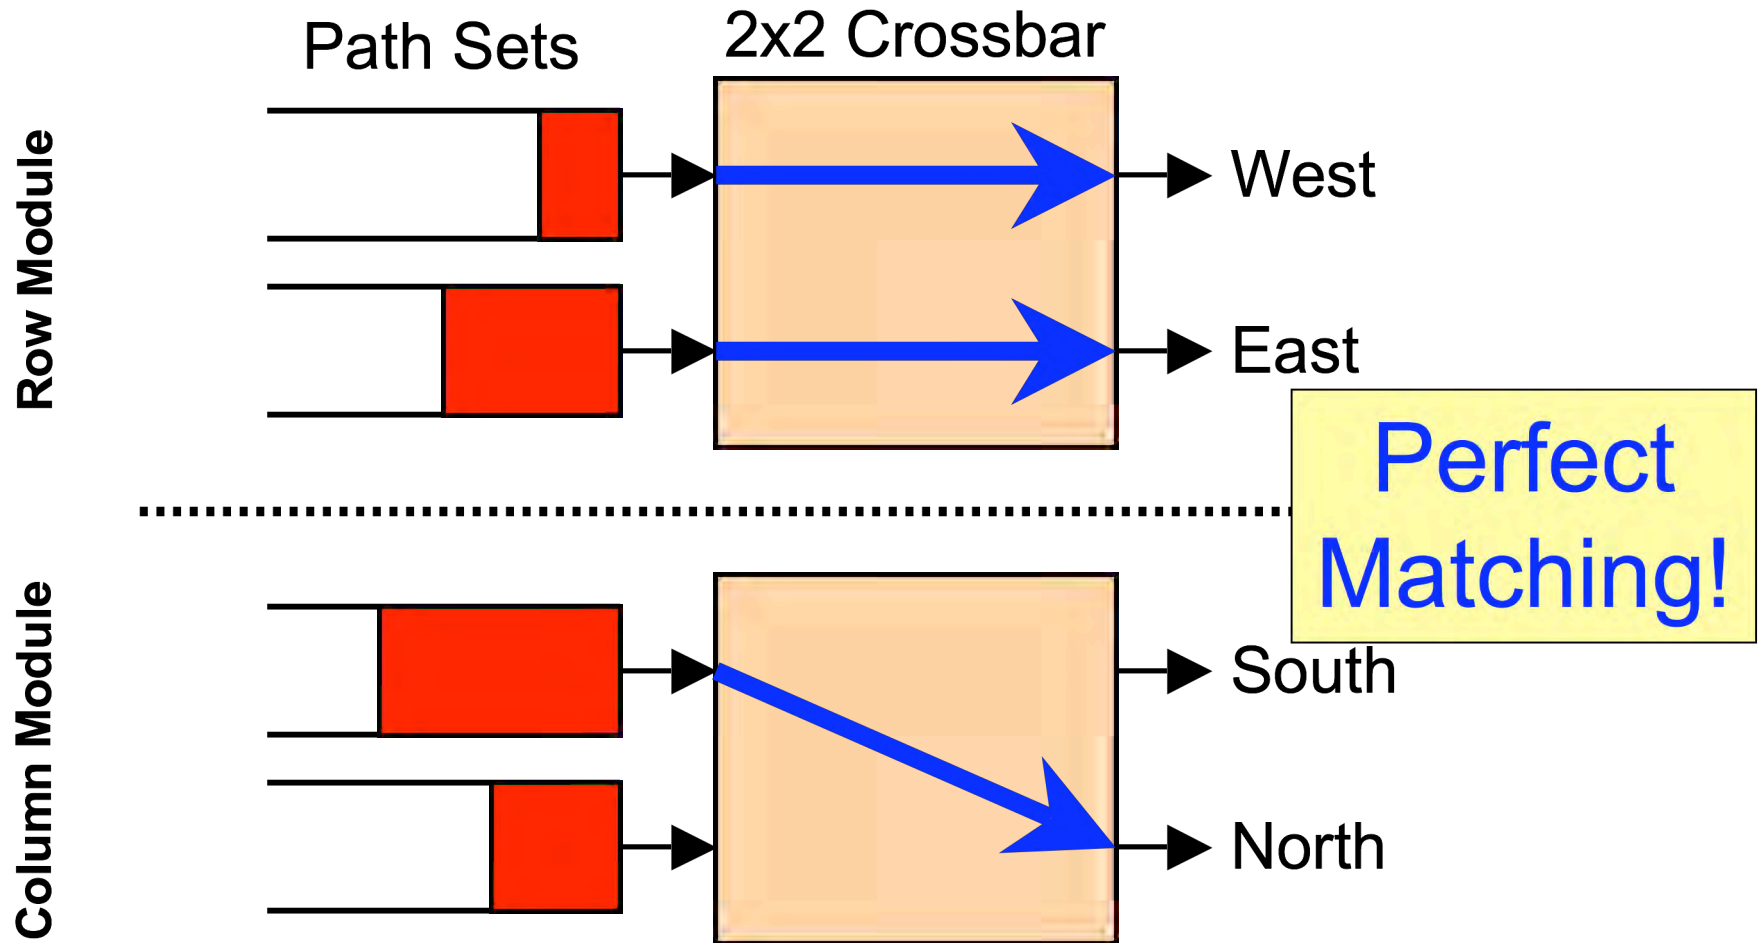 Path Sets
2x2 Crossbar
Row Module
West
East
Perfect
Matching!
Column Module
South
North